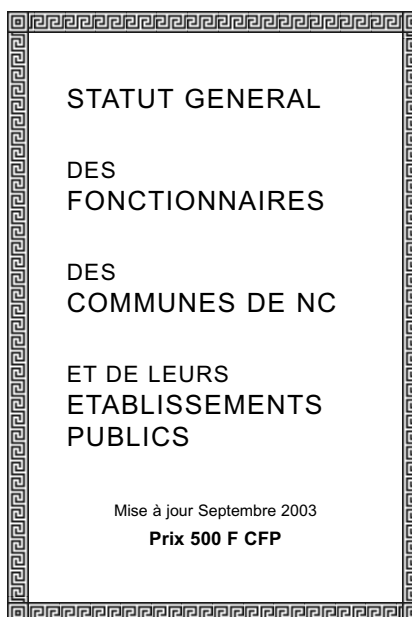 STATUT GENERAL
DES
FONCTIONNAIRES
DES
COMMUNES DE NC
ET DE LEURS
ETABLISSEMENTS
PUBLICS
Mise à jour Septembre 2003
Prix 500 F CFP